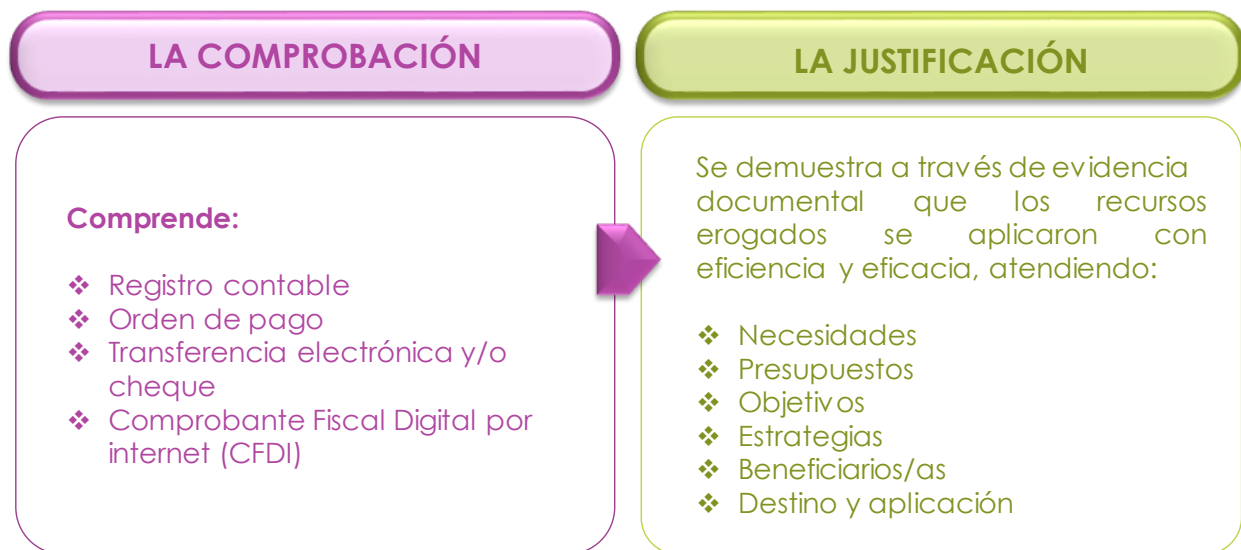 LA COMPROBACIÓN
Comprende:
❖ Registro contable
❖ Orden de pago
❖ Transferencia electrónica y/o
cheque
❖ Comprobante Fiscal Digital por
internet (CFDI)
LA JUSTIFICACIÓN
Se demuestra a través de evidencia
documental que los recursos
erogados se aplicaron con
eficiencia y eficacia, atendiendo:
❖ Necesidades
❖ Presupuestos
❖ Objetivos
❖ Estrategias
❖ Beneficiarios/as
❖ Destino y aplicación